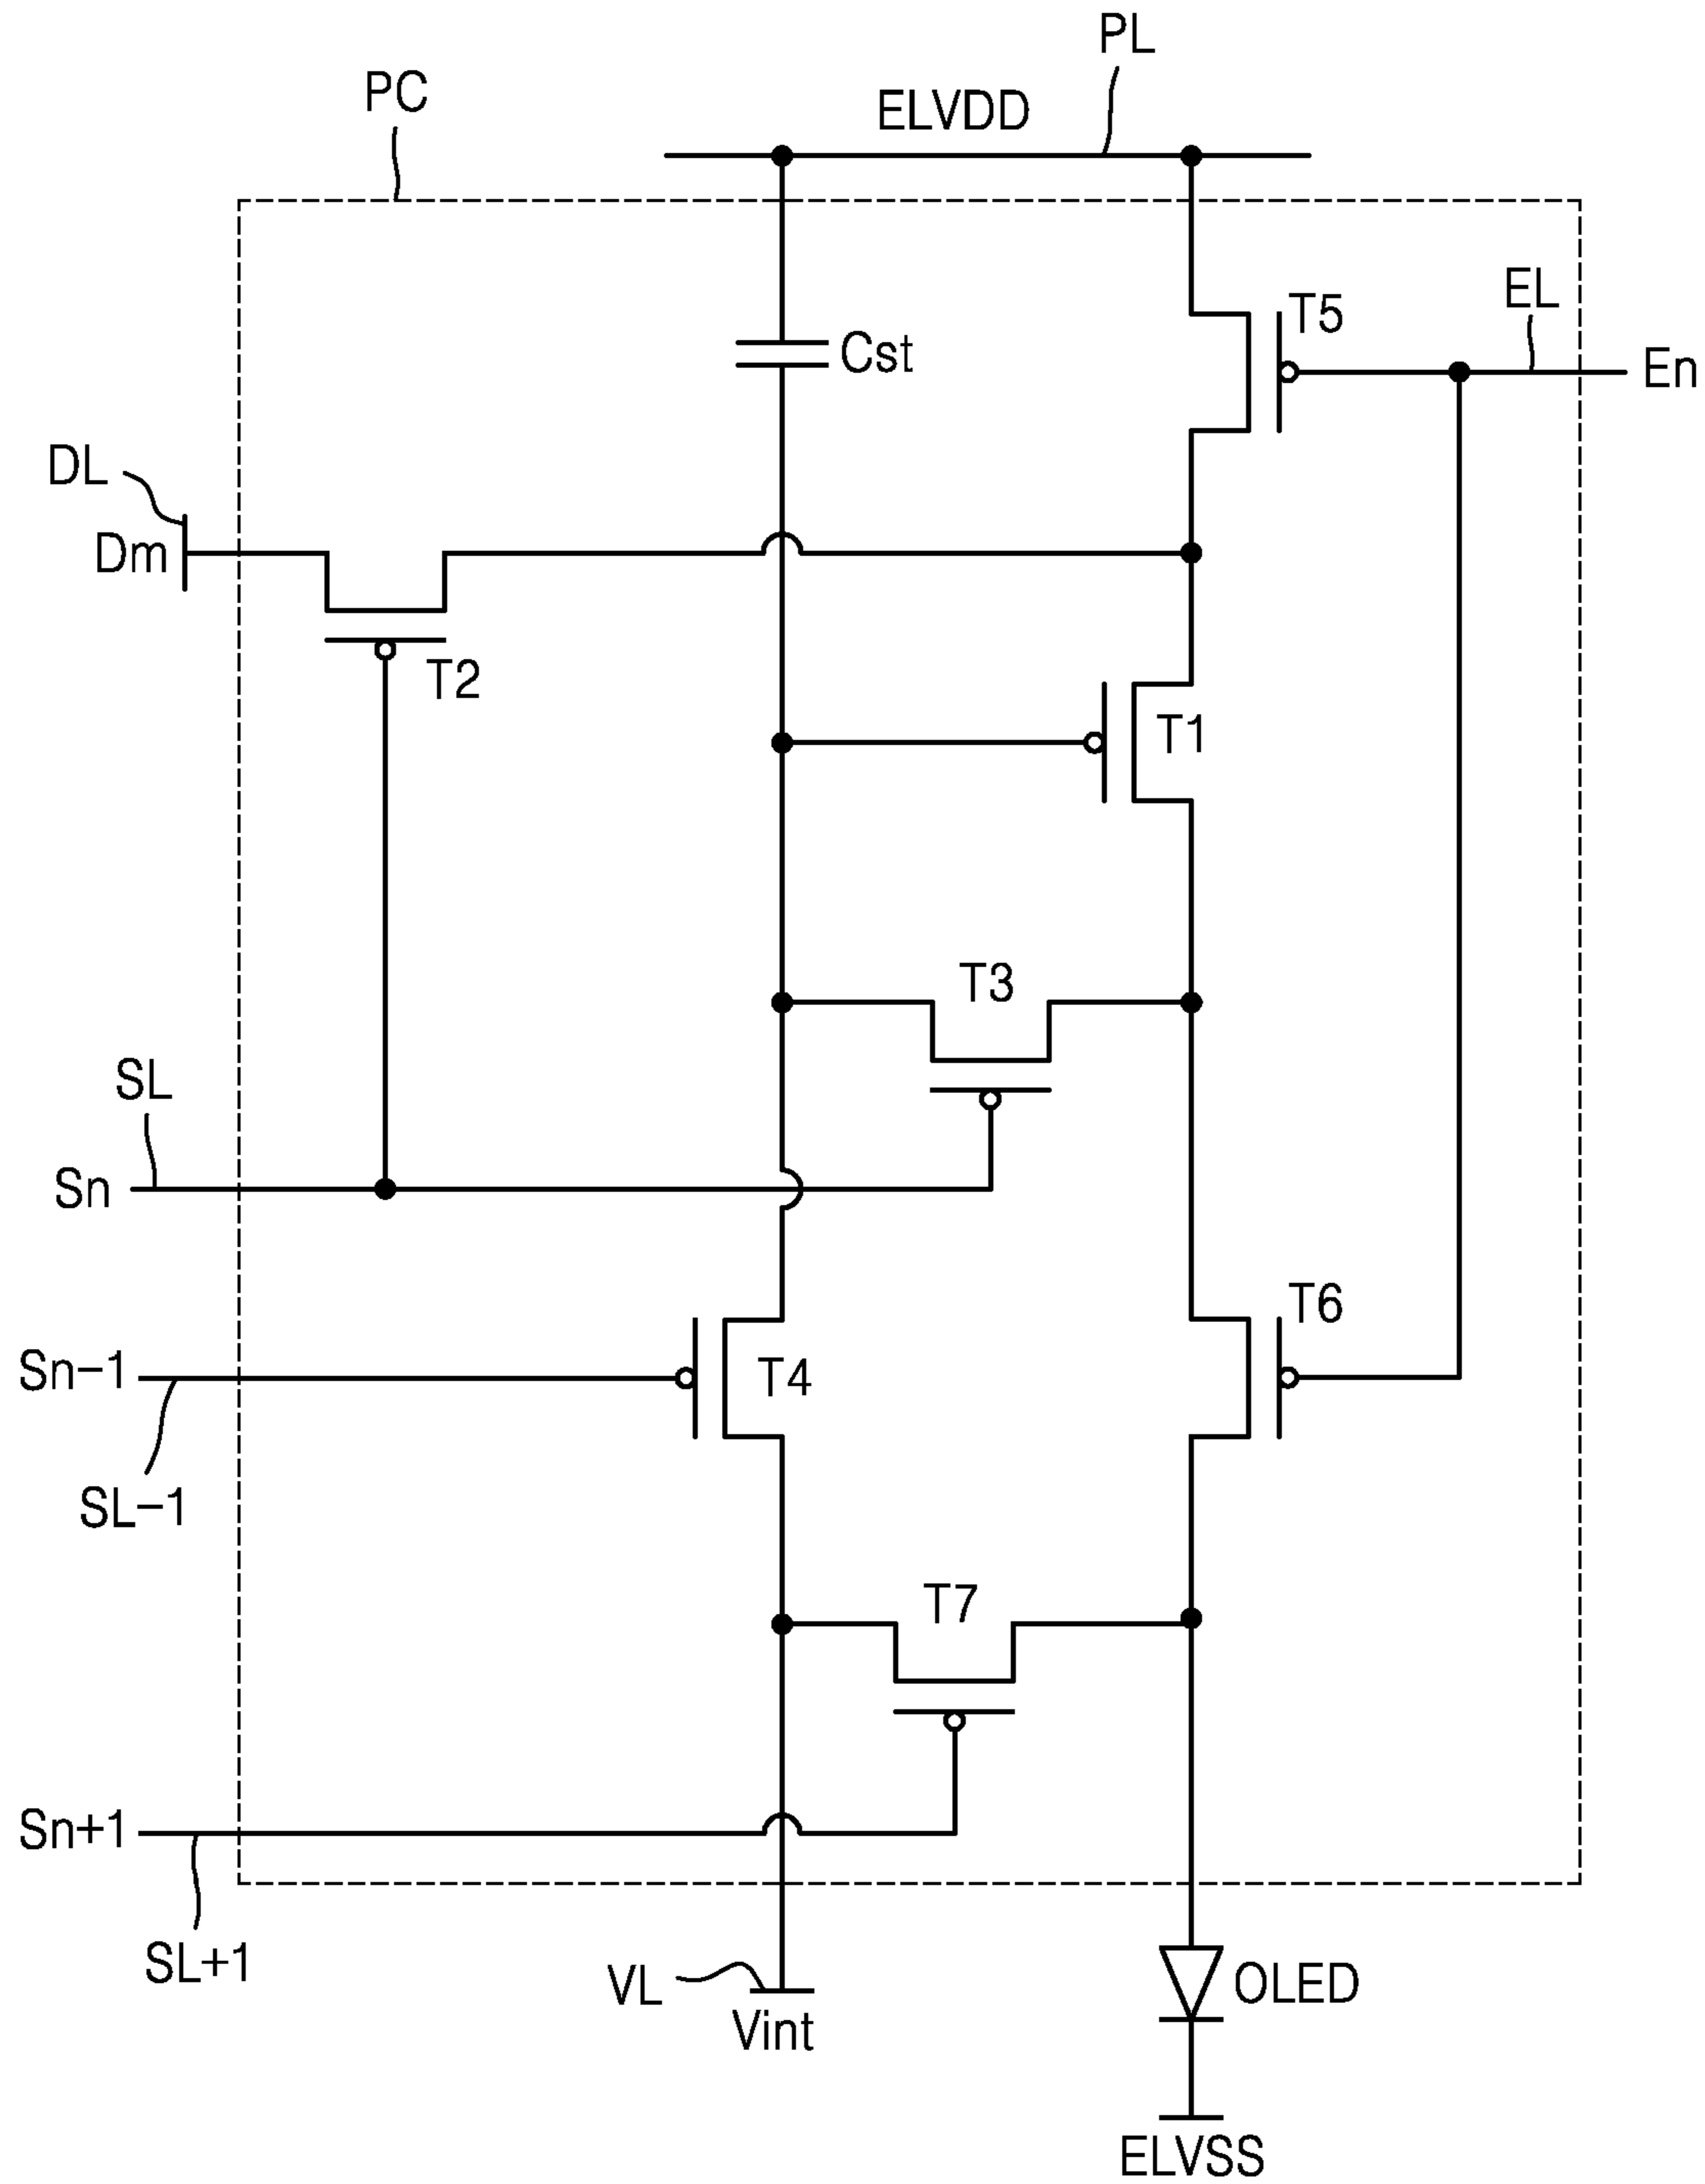 PL
PC
ELVDD
T5
EL
En
Cst
DL
Dm
T2
T1
T3
SL
Sn
T6
Sn-1
T4
SL-1
T7
Sn+1
SL+1
VL
Vint
OLED
ELVSS